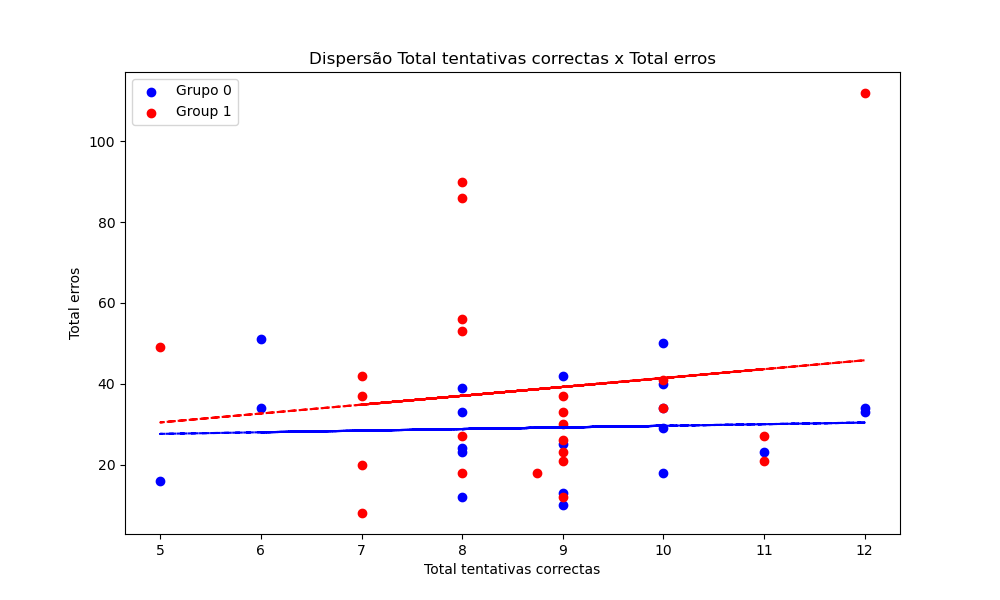 Dispersão Total tentativas correctas x Total erros
Grupo 0
Group 1
100
80
60
40
20
Total erros
5 6 7 8 9 10 11 12
Total tentativas correctas